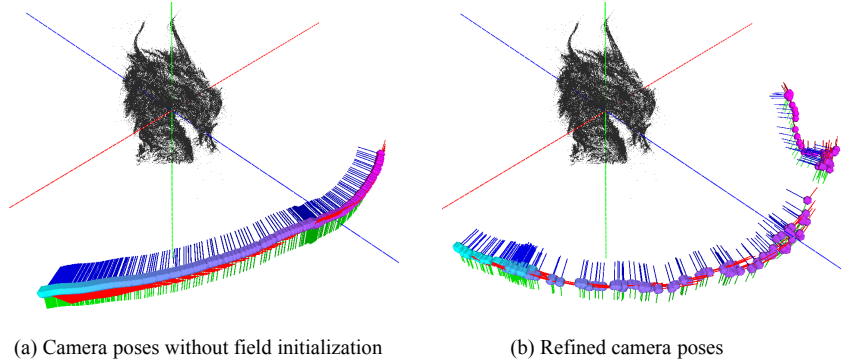 (a) Camera poses without field initialization
(b) Refined camera poses